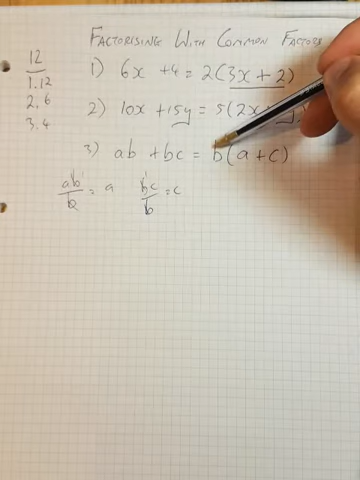 FACTORISING WITH COMMON FACTORS
12
1.12
2.6
3.4
1) 6x + 4 = 2(3x + 2)
2) 10x + 15y = 5(2x
3) ab + bc = b(a + c)
ab/b = a bc/b = c